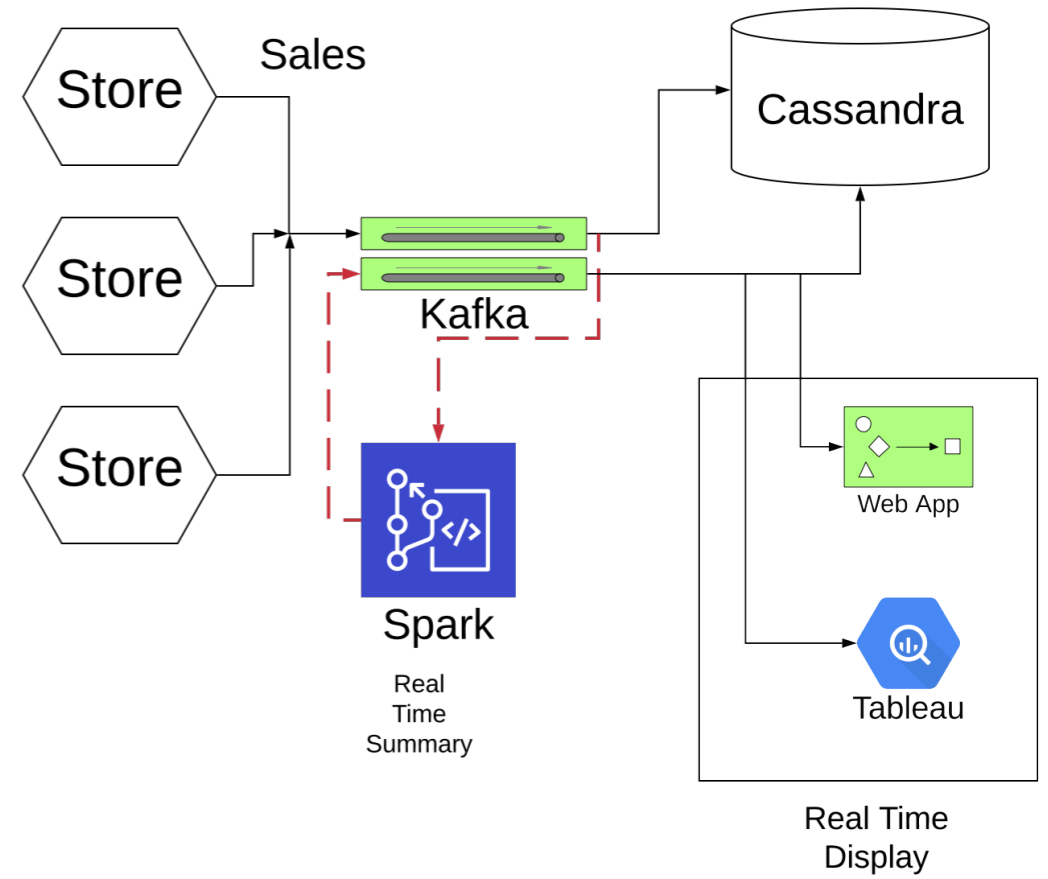 Store
Sales
Cassandra
Store
Kafka
Store
</>
Web App
Spark
Real
Time
Summary
Tableau
Real Time
Display